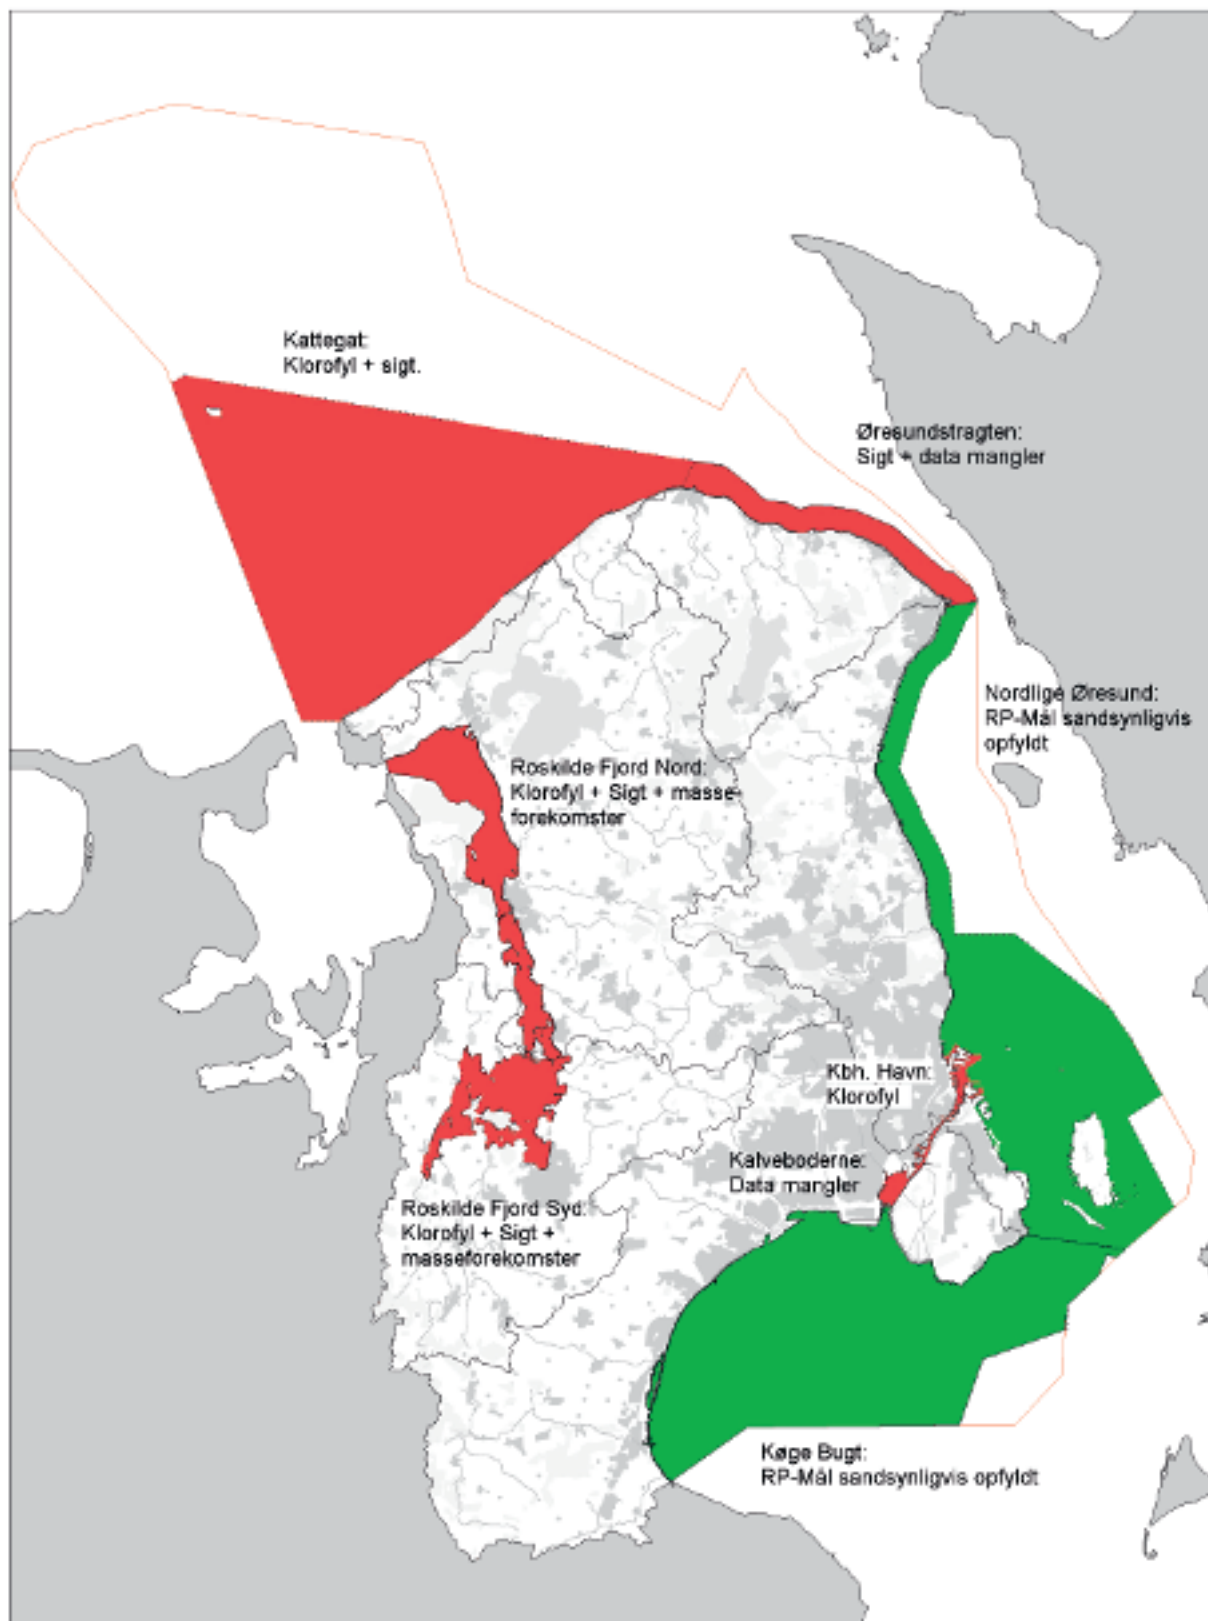 Kattegat:
Klorofyl + sigt.
Øresundstragten:
Sigt + data mangler
Nordlige Øresund:
RP-Mål sandsynligvis
opfyldt
Roskilde Fjord Nord:
Klorofyl + Sigt + masse-
forekomster
Kbh. Havn:
Klorofyl
Kalveboderne:
Data mangler
Roskilde Fjord Syd:
Klorofyl + Sigt +
masseforekomster
Køge Bugt:
RP-Mål sandsynligvis opfyldt